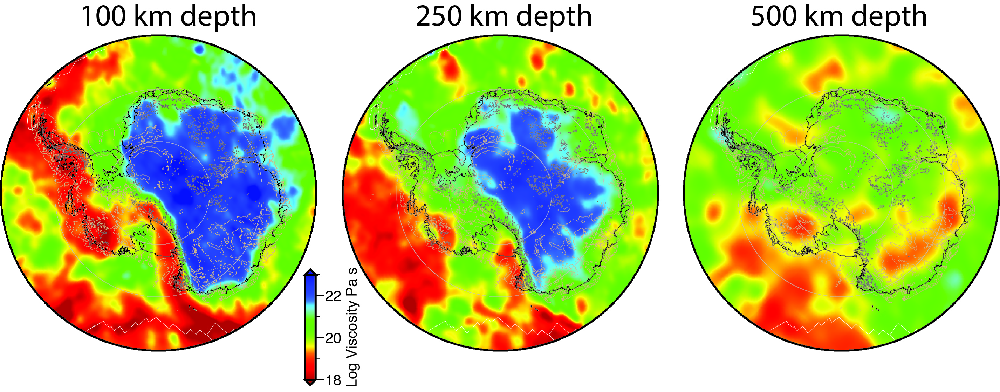 100 km depth
250 km depth
500 km depth
22
20
18
Log Viscosity Pa s